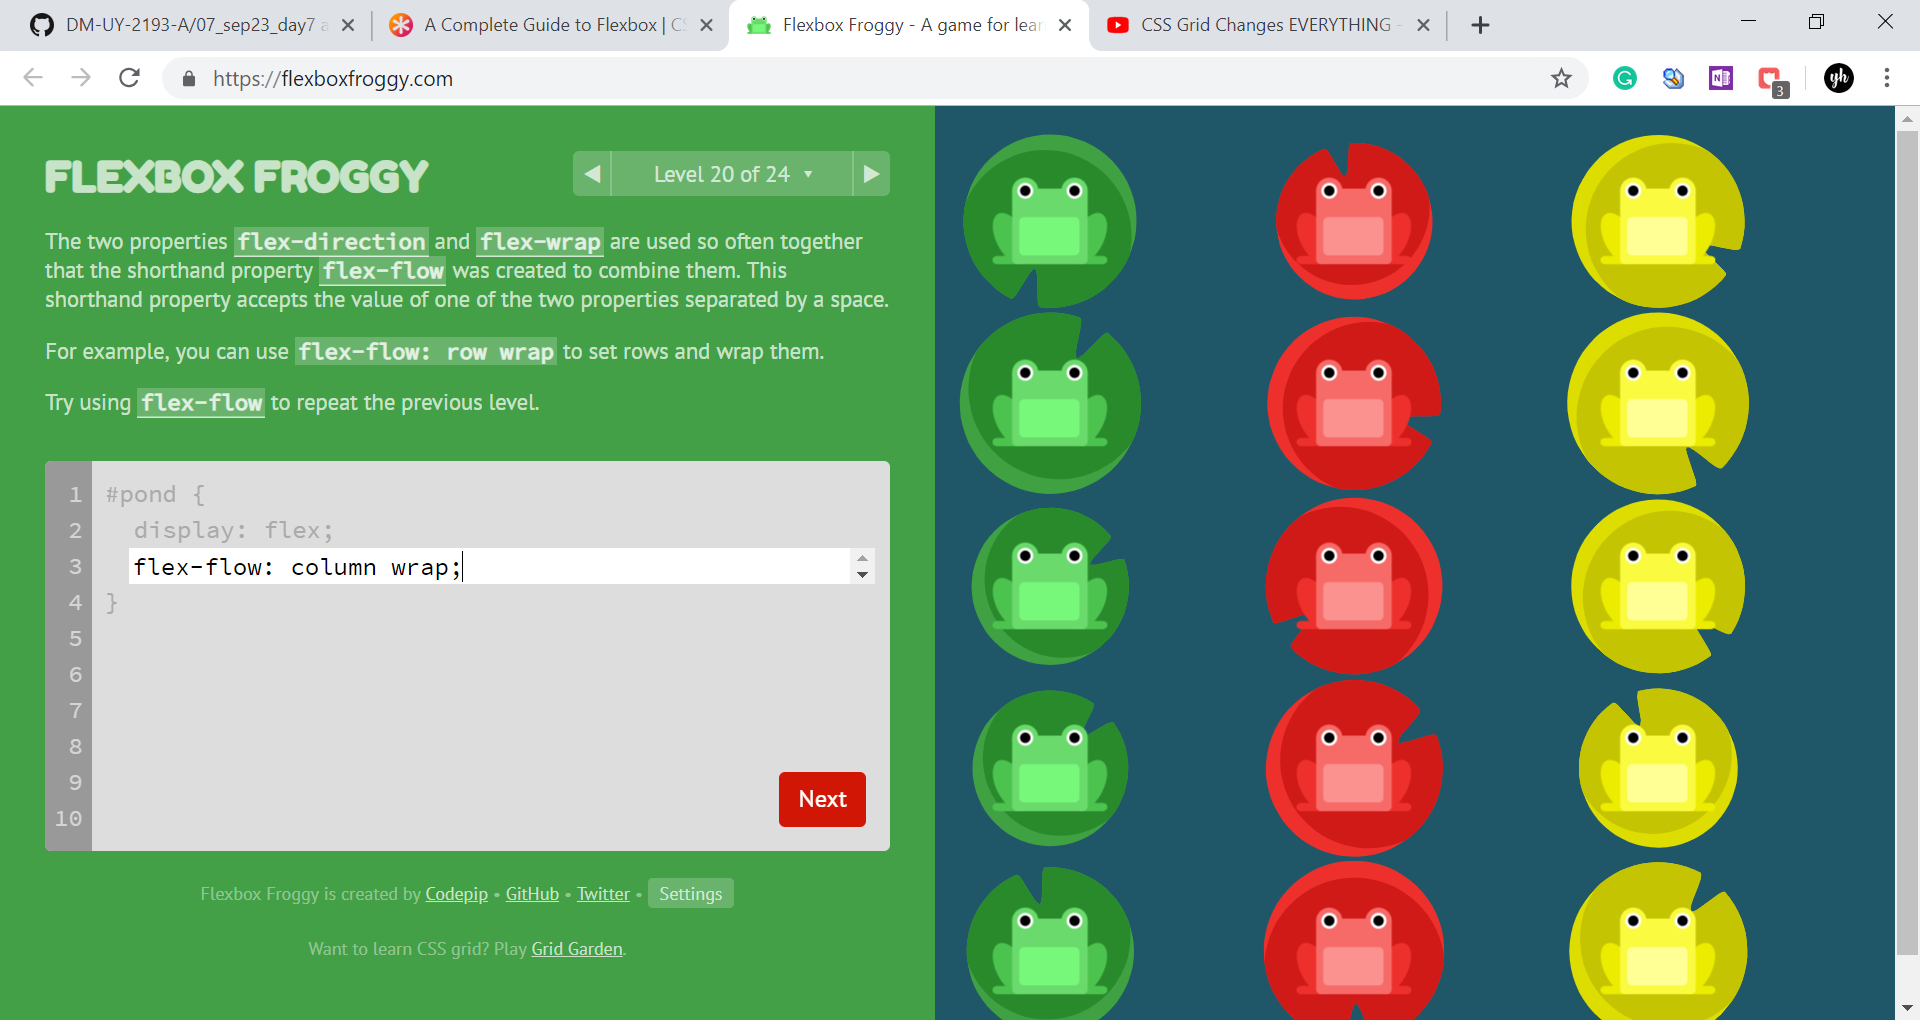 DM-UY-2193-A/07_sep23_day7 a
A Complete Guide to Flexbox | CS
Flexbox Froggy - A game for lear
CSS Grid Changes EVERYTHING -
https://flexboxfroggy.com
3
yh
FLEXBOX FROGGY
Level 20 of 24
The two properties flex-direction and flex-wrap are used so often together
that the shorthand property flex-flow was created to combine them. This
shorthand property accepts the value of one of the two properties separated by a space.
For example, you can use flex-flow: row wrap to set rows and wrap them.
Try using flex-flow to repeat the previous level.
1 #pond {
2 display: flex;
3 flex-flow: column wrap;
4 }
5
6
7
8
9
10
Next
Flexbox Froggy is created by Codepip • GitHub • Twitter • Settings
Want to learn CSS grid? Play Grid Garden.